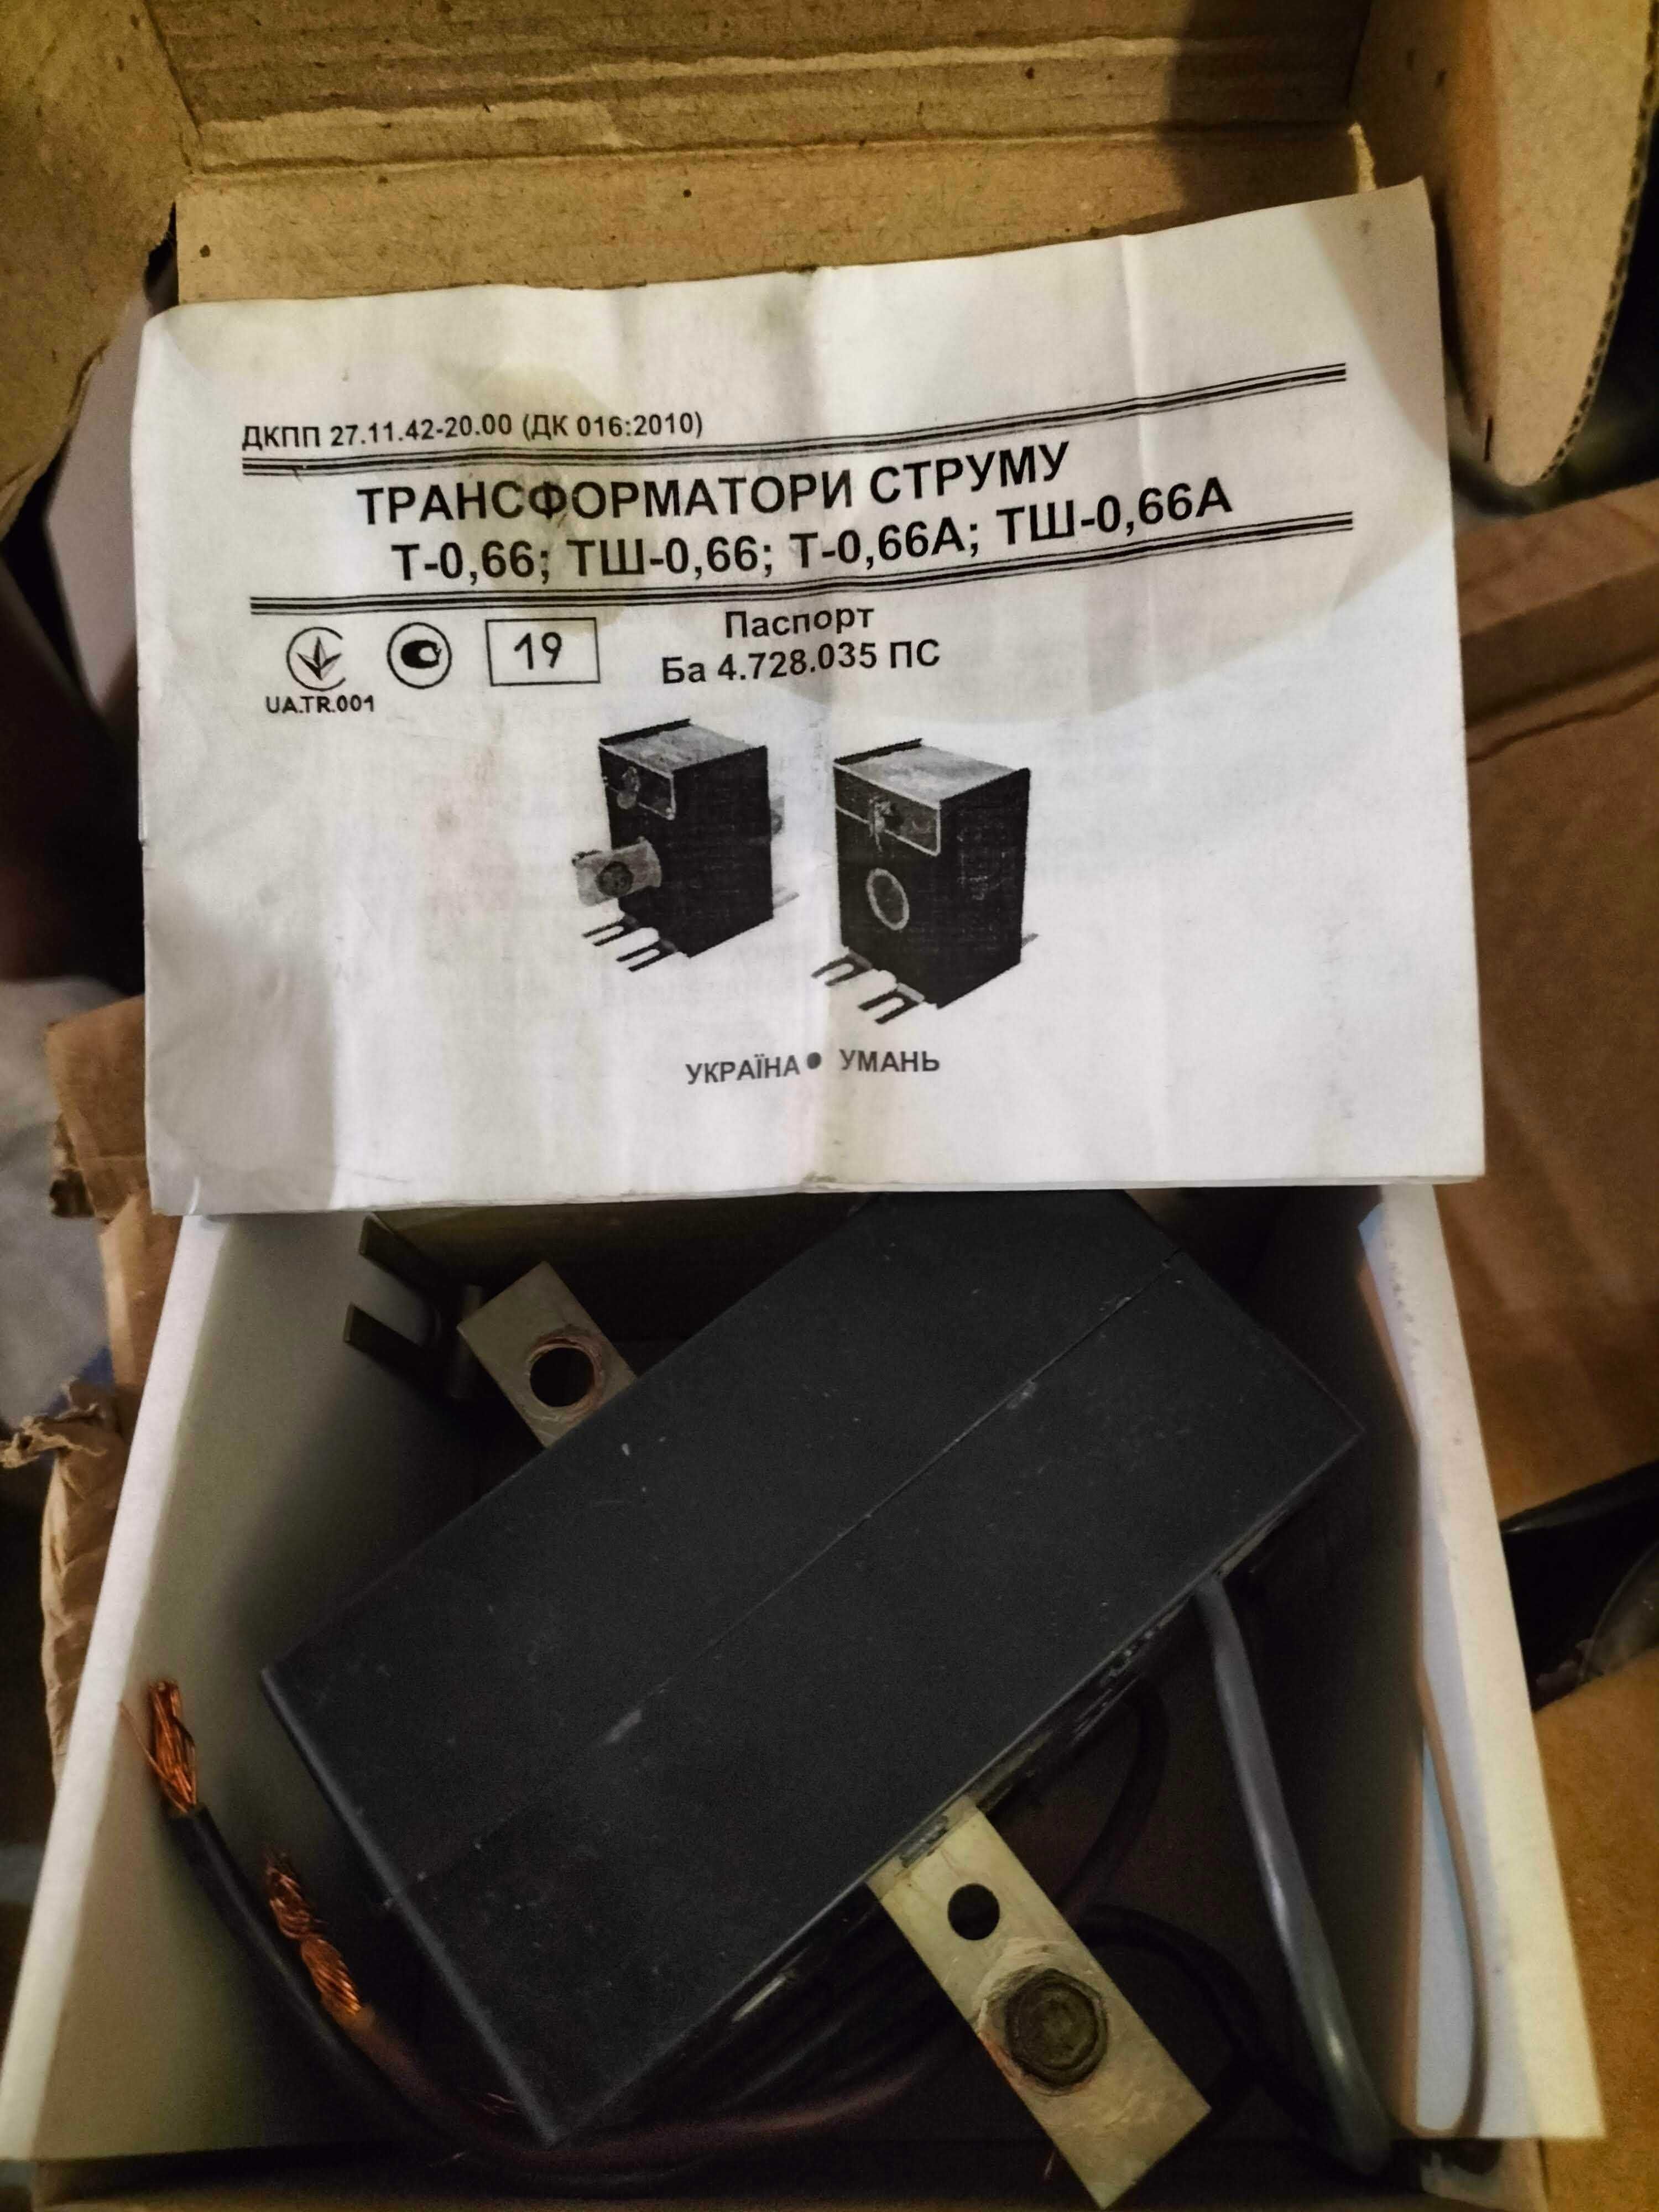 ДКПП 27.11.42-20.00 (ДК 016:2010)
ТРАНСФОРМАТОРИ СТРУМУ
Т-0,66; ТШ-0,66; Т-0,66А; ТШ-0,66А
19
UA.TR.001
Паспорт
Ба 4.728.035 ПС
УКРАЇНА ● УМАНЬ